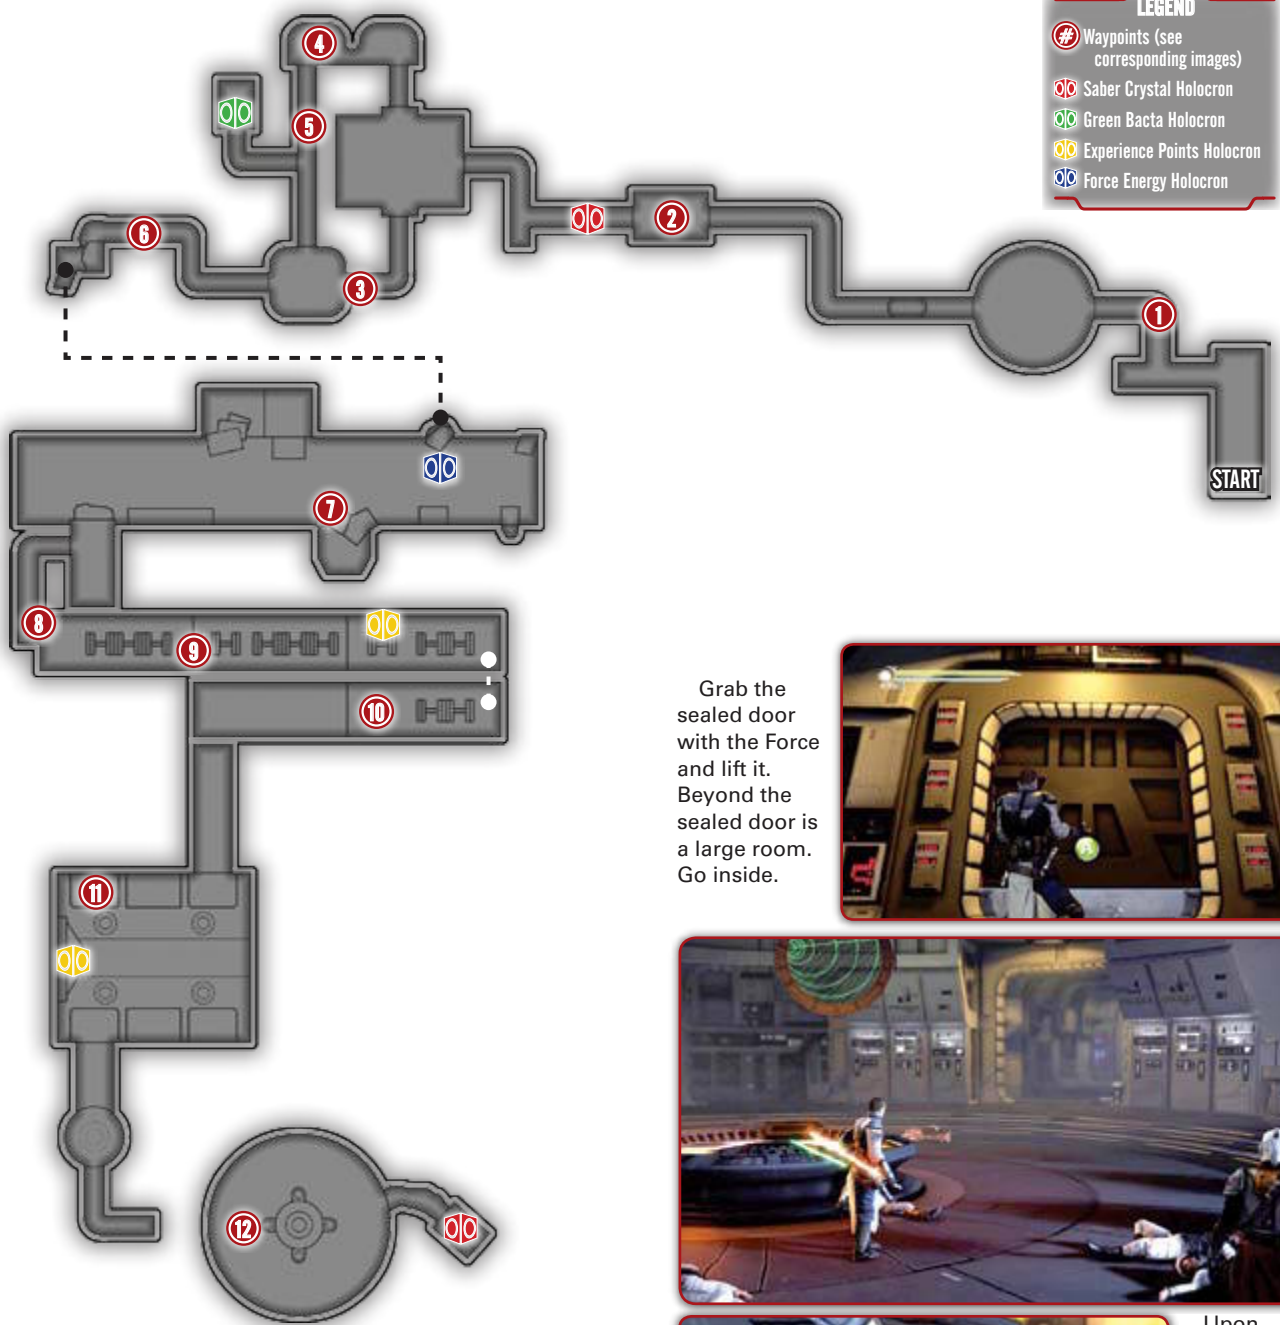 LEGEND
# Waypoints (see
corresponding images)
Saber Crystal Holocron
Green Bacta Holocron
Experience Points Holocron
Force Energy Holocron
4
5
6
3
2
1
START
7
8
9
10
11
12
Grab the
sealed door
with the Force
and lift it.
Beyond the
sealed door is
a large room.
Go inside.
A
Upon